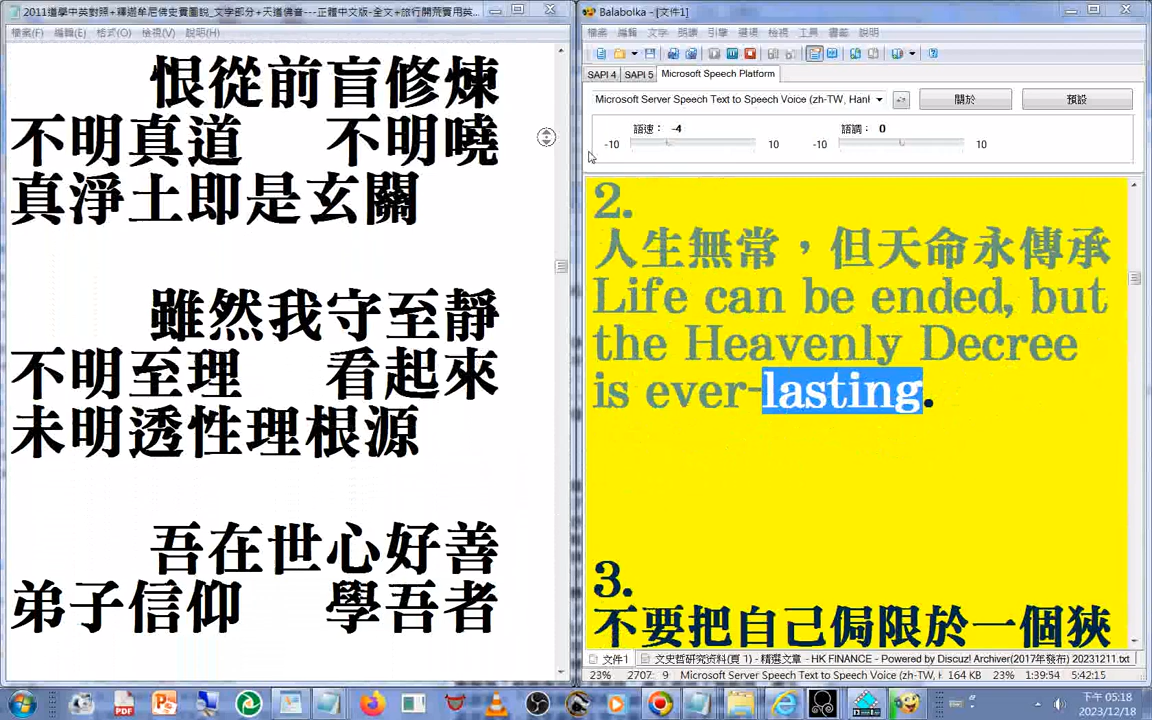 2011道學中英對照+釋迦牟尼佛史實圖說_文字部分+天道佛音---正體中文版-全文+旅行開荒實用英...
檔案(F) 編輯(E) 格式(O) 檢視(V) 說明(H)
恨從前盲修煉
不明真道 不明曉
真淨土即是玄關
雖然我守至靜
不明至理 看起來
未明透性理根源
吾在世心好善
弟子信仰 學吾者
Balabolka - [文件1]
檔案 編輯 文字 朗讀 引擎 選項 檢視 工具 書籤 說明
SAPI 4 SAPI 5 Microsoft Speech Platform
Microsoft Server Speech Text to Speech Voice (zh-TW, Hanl
關於 預設
語速： -4 語調： 0
-10 10 -10 10
2.
人生無常，但天命永傳承
Life can be ended, but
the Heavenly Decree
is ever-lasting.
3.
不要把自己侷限於一個狹
文件1 文史哲研究资料(頁 1) - 精選文章 - HK FINANCE - Powered by Discuz! Archiver(2017年發布) 20231211.txt
23% 2707: 9 Microsoft Server Speech Text to Speech Voice (zh-TW, H 164 KB 23% 1:39:54 5:42:15
下午 05:18
2023/12/18